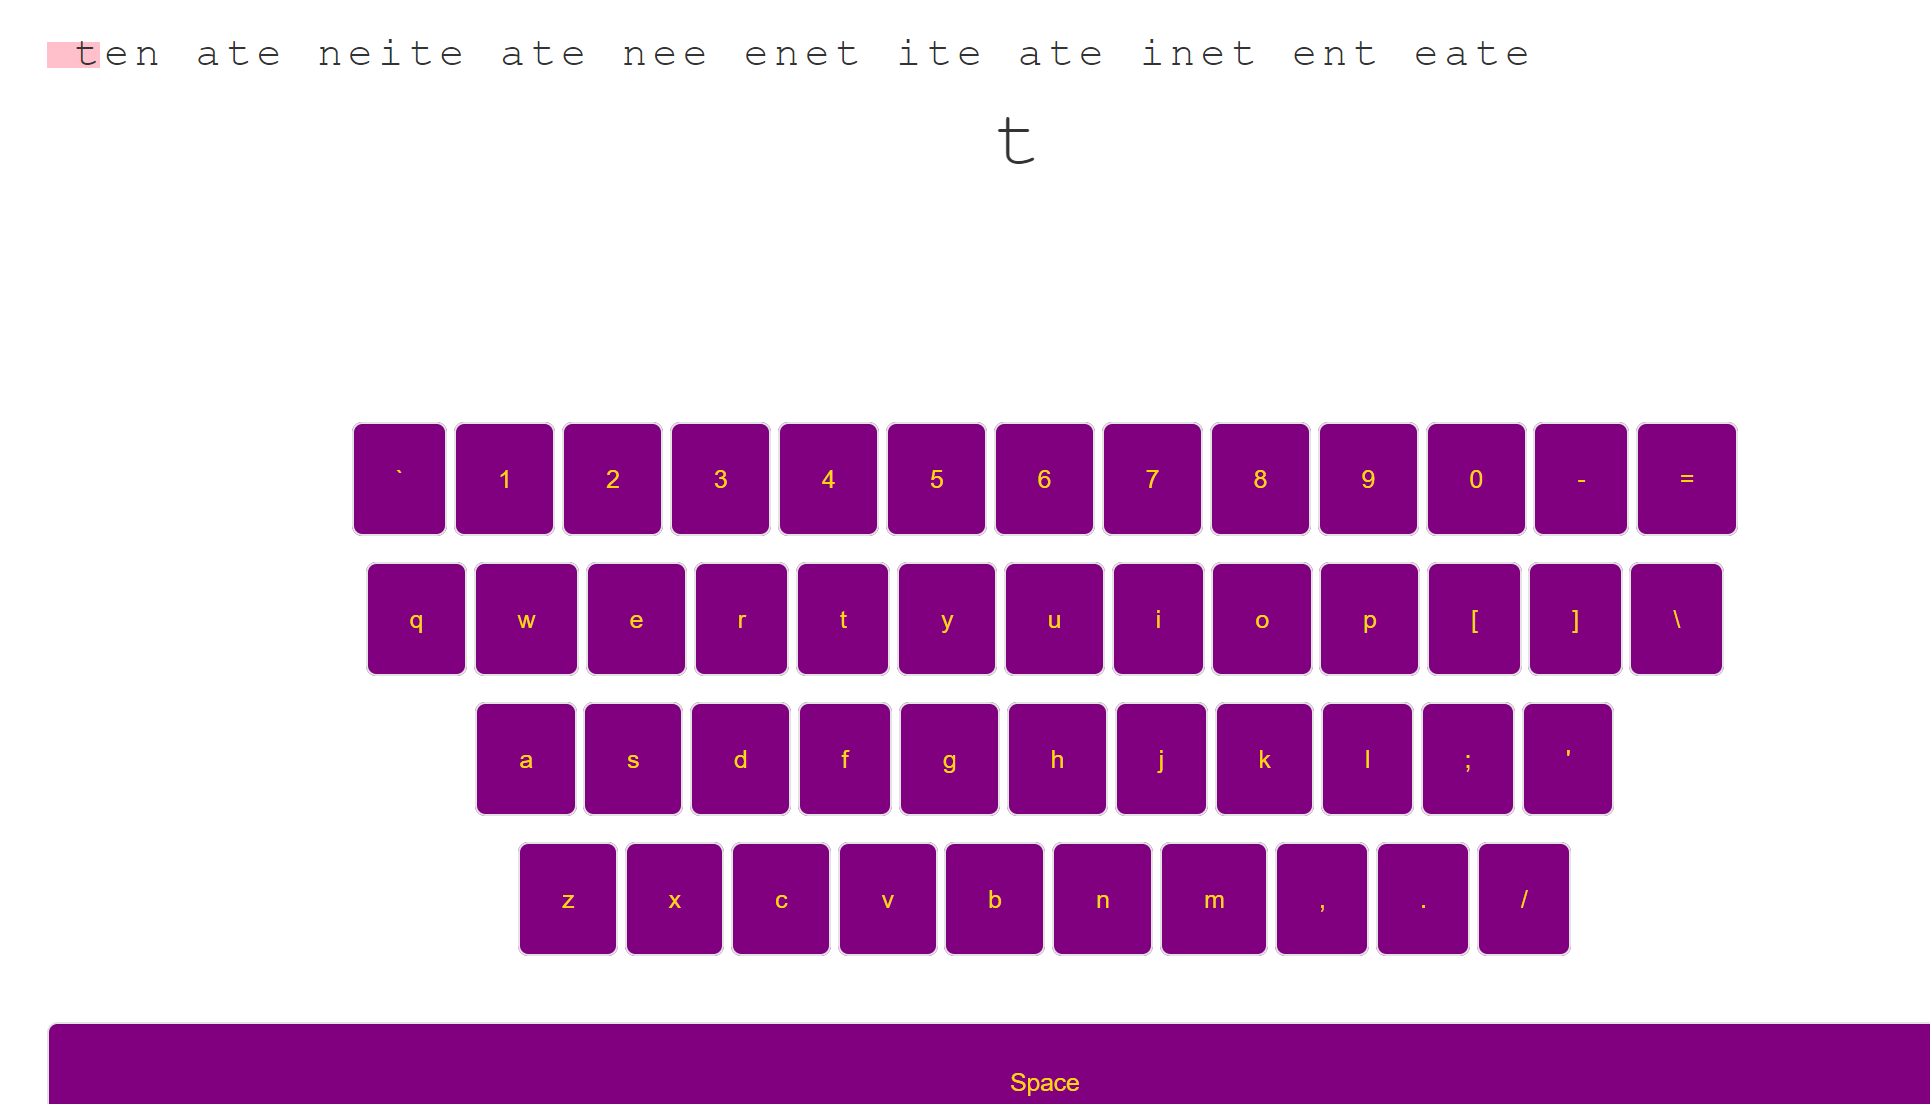 ten ate neite ate nee enet ite ate inet ent eate
t
` 1 2 3 4 5 6 7 8 9 0 - =
q w e r t y u i o p [ ] \
a s d f g h j k l ; '
z x c v b n m , . /
Space